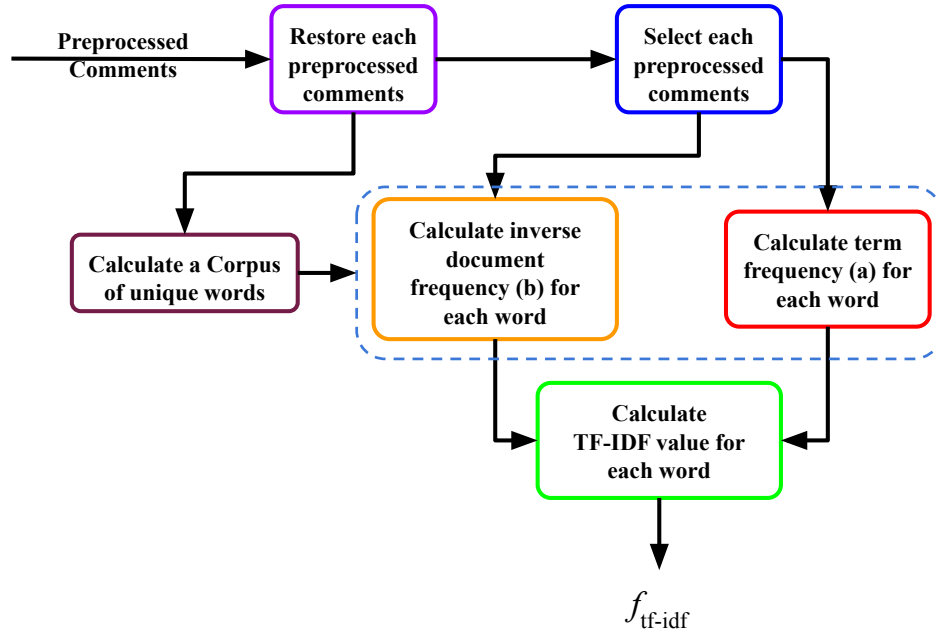 Preprocessed
Comments
Restore each
preprocessed
comments
Select each
preprocessed
comments
Calculate a Corpus
of unique words
Calculate inverse
document
frequency (b) for
each word
Calculate term
frequency (a) for
each word
Calculate
TF-IDF value for
each word
f tf-idf